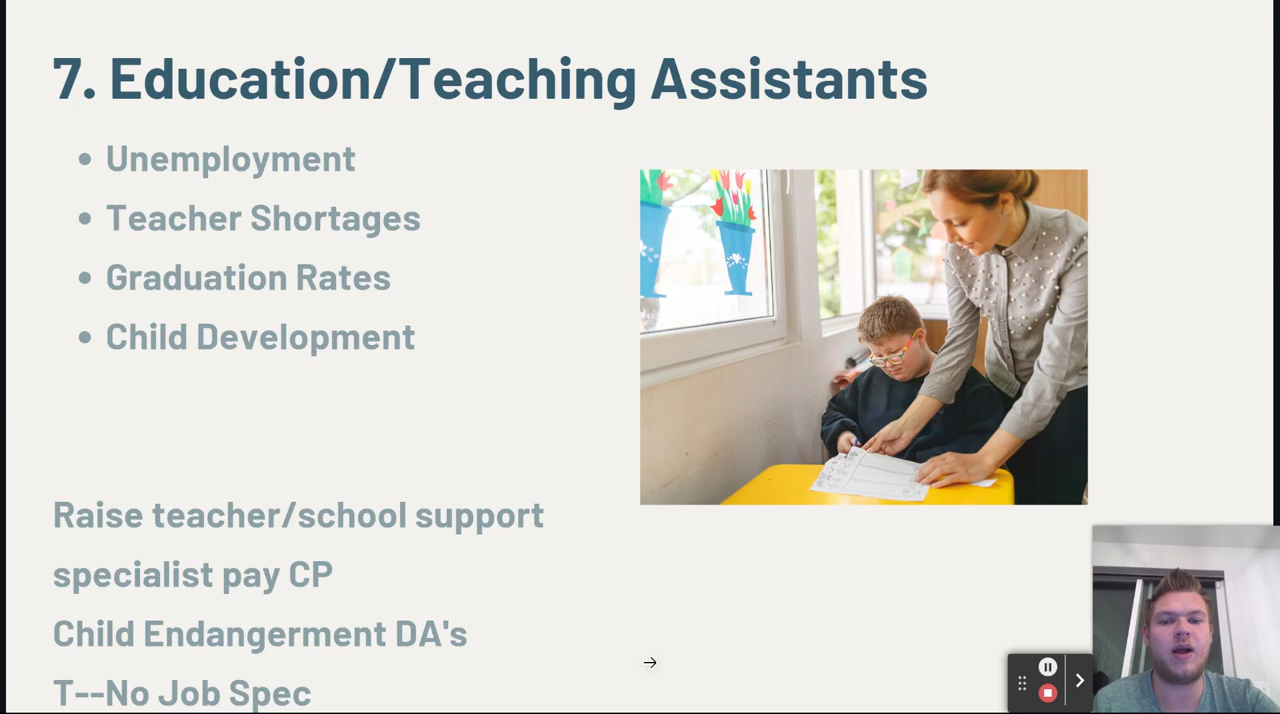 7. Education/Teaching Assistants
• Unemployment
• Teacher Shortages
• Graduation Rates
• Child Development
Raise teacher/school support
specialist pay CP
Child Endangerment DA's
T--No Job Spec